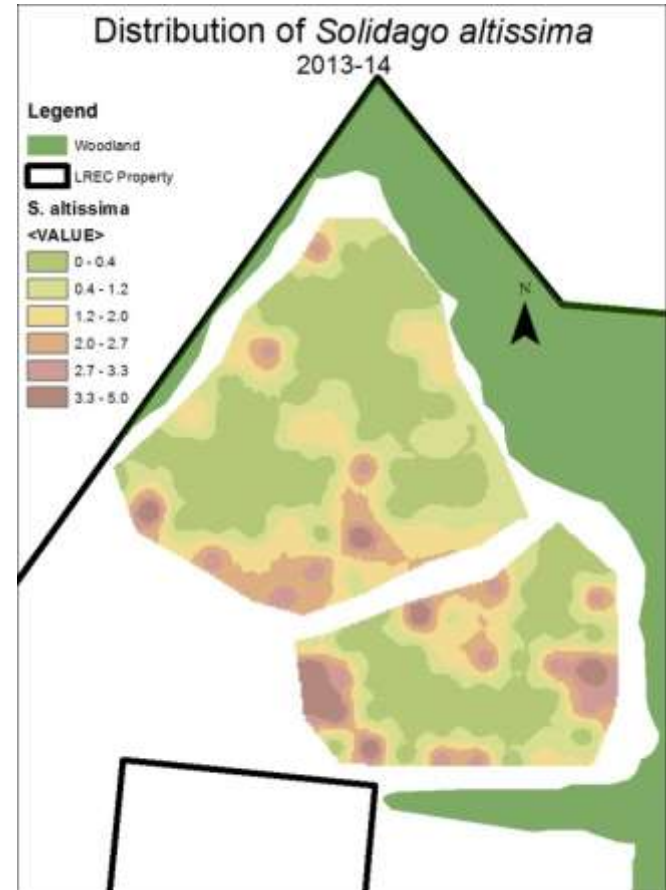 Distribution of Solidago altissima
2013-14
Legend
Woodland
LREC Property
S. altissima
<VALUE>
0 - 0.4
0.4 - 1.2
1.2 - 2.0
2.0 - 2.7
2.7 - 3.3
3.3 - 5.0
N